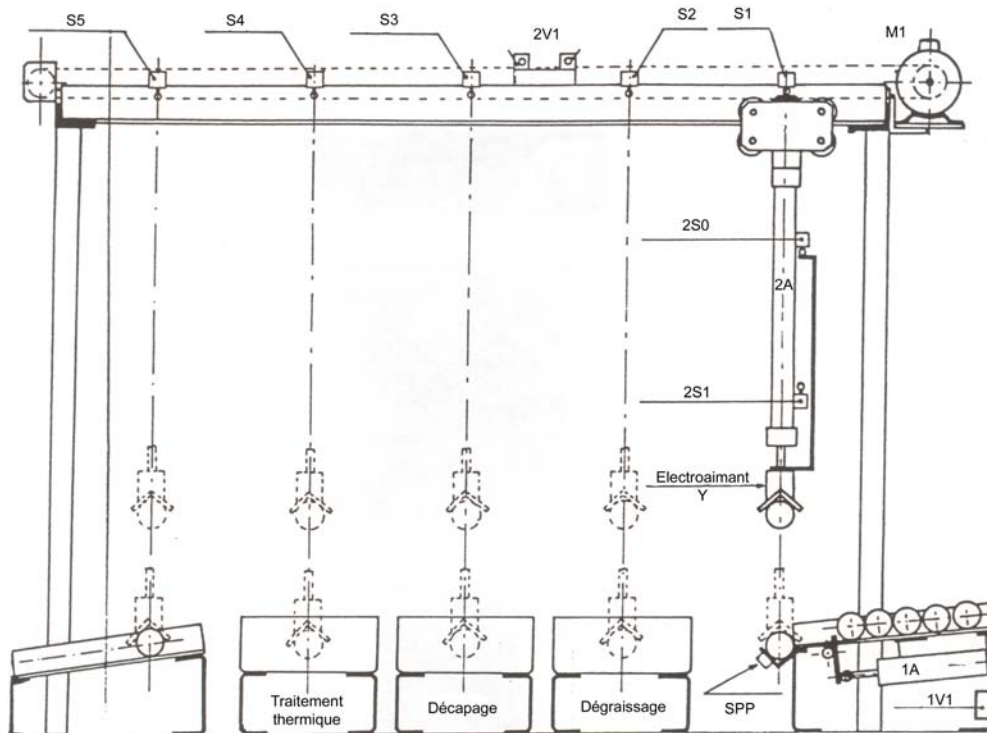 S5
S4
S3
2V1
S2
S1
M1
2S0
2A
2S1
Electroaimant
Y
Traitement
thermique
Décapage
Dégraissage
SPP
1A
1V1